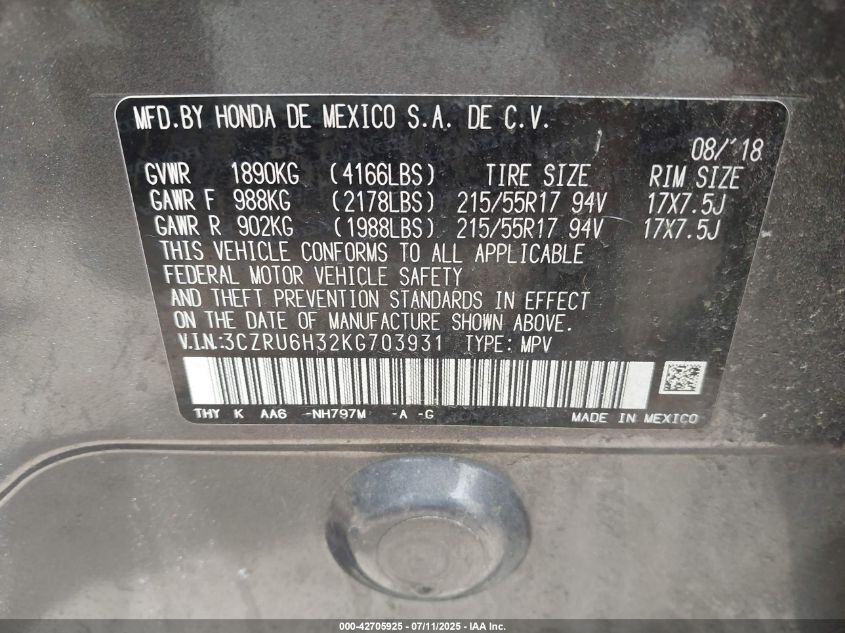 MFD.BY HONDA DE MEXICO S.A. DE C.V.
08/'18
GVWR 1890KG (4166LBS) TIRE SIZE RIM SIZE
GAWR F 988KG (2178LBS) 215/55R17 94V 17X7.5J
GAWR R 902KG (1988LBS) 215/55R17 94V 17X7.5J
THIS VEHICLE CONFORMS TO ALL APPLICABLE
FEDERAL MOTOR VEHICLE SAFETY
AND THEFT PREVENTION STANDARDS IN EFFECT
ON THE DATE OF MANUFACTURE SHOWN ABOVE.
V.I.N.:3CZRU6H32KG703931 TYPE: MPV
THY K AA6 -NH797M -A -G MADE IN MEXICO
000-42705925 - 07/11/2025 - IAA Inc.